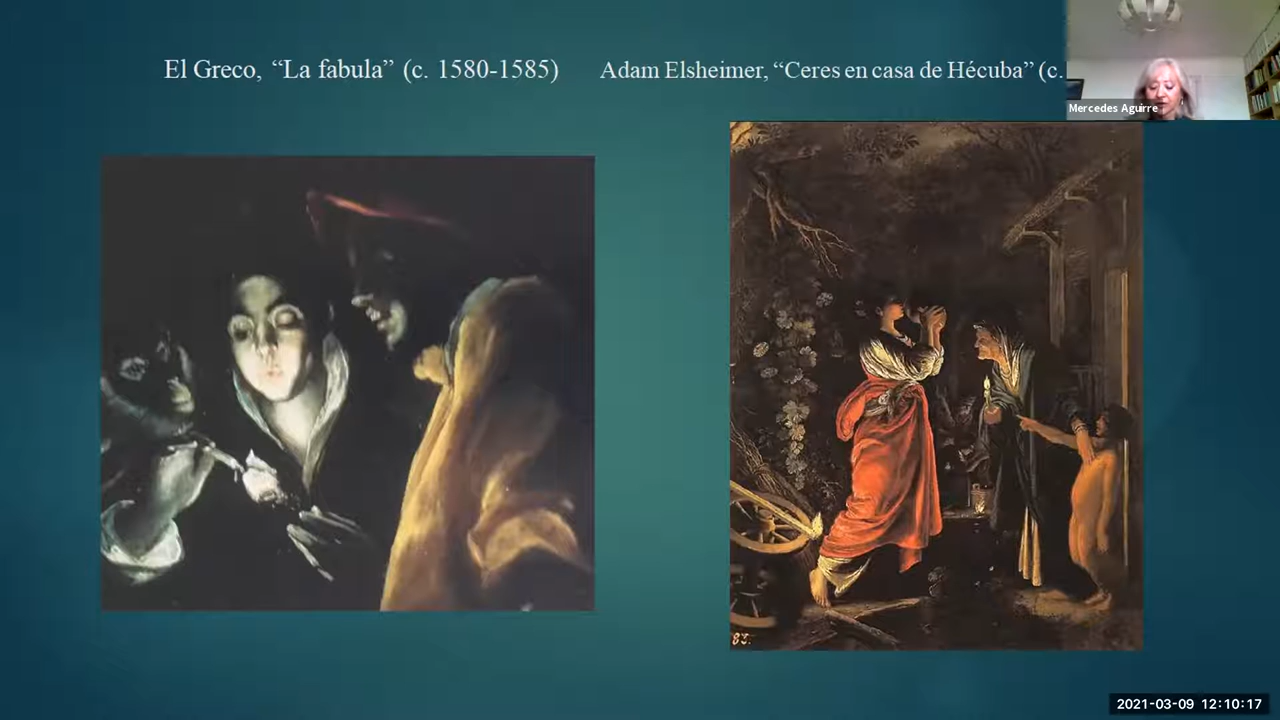 El Greco, “La fabula” (c. 1580-1585)
Adam Elsheimer, “Ceres en casa de Hécuba” (c.
Mercedes Aguirre
83.
2021-03-09 12:10:17